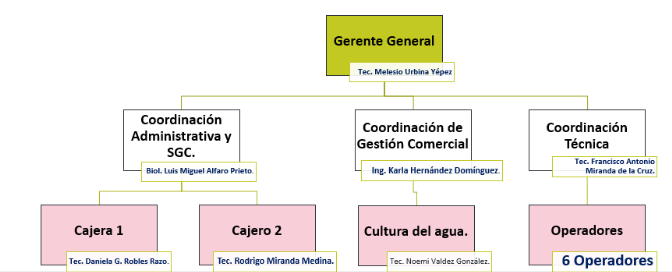 Gerente General
Tec. Melesio Urbina Yépez
Coordinación
Administrativa y
SGC.
Biol. Luis Miguel Alfaro Prieto.
Coordinación de
Gestión Comercial
Ing. Karla Hernández Domínguez.
Coordinación
Técnica
Tec. Francisco Antonio
Miranda de la Cruz.
Cajera 1
Tec. Daniela G. Robles Razo.
Cajero 2
Tec. Rodrigo Miranda Medina.
Cultura del agua.
Tec. Noemi Valdez González.
Operadores
6 Operadores